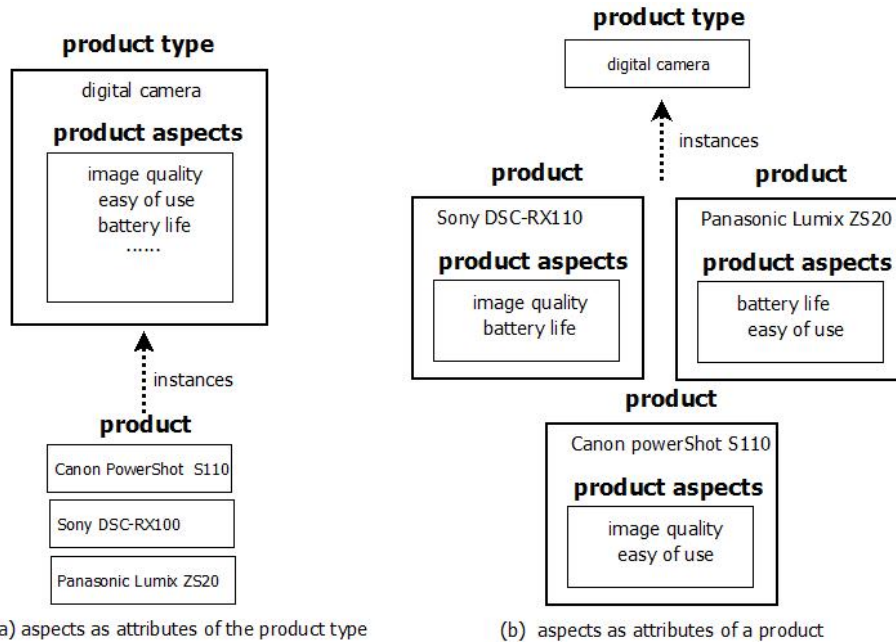 product type
digital camera
product aspects
image quality
easy of use
battery life
......
instances
product
Canon PowerShot S110
Sony DSC-RX100
Panasonic Lumix ZS20
a) aspects as attributes of the product type
product type
digital camera
instances
product
Sony DSC-RX110
product aspects
image quality
battery life
product
Panasonic Lumix ZS20
product aspects
battery life
easy of use
product
Canon powerShot S110
product aspects
image quality
easy of use
(b) aspects as attributes of a product